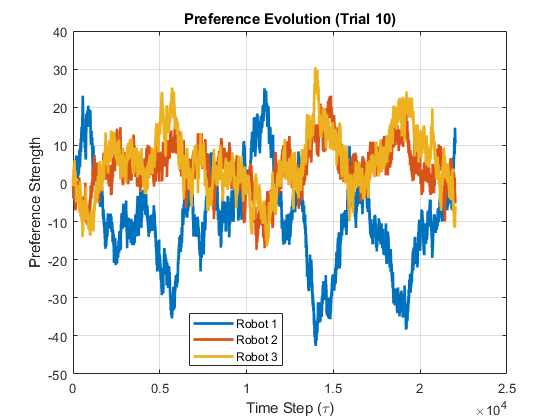 Preference Evolution (Trial 10)
40
30
20
10
0
-10
-20
-30
-40
-50
Preference Strength
Robot 1
Robot 2
Robot 3
0 0.5 1 1.5 2 2.5
Time Step (τ)
×10⁴